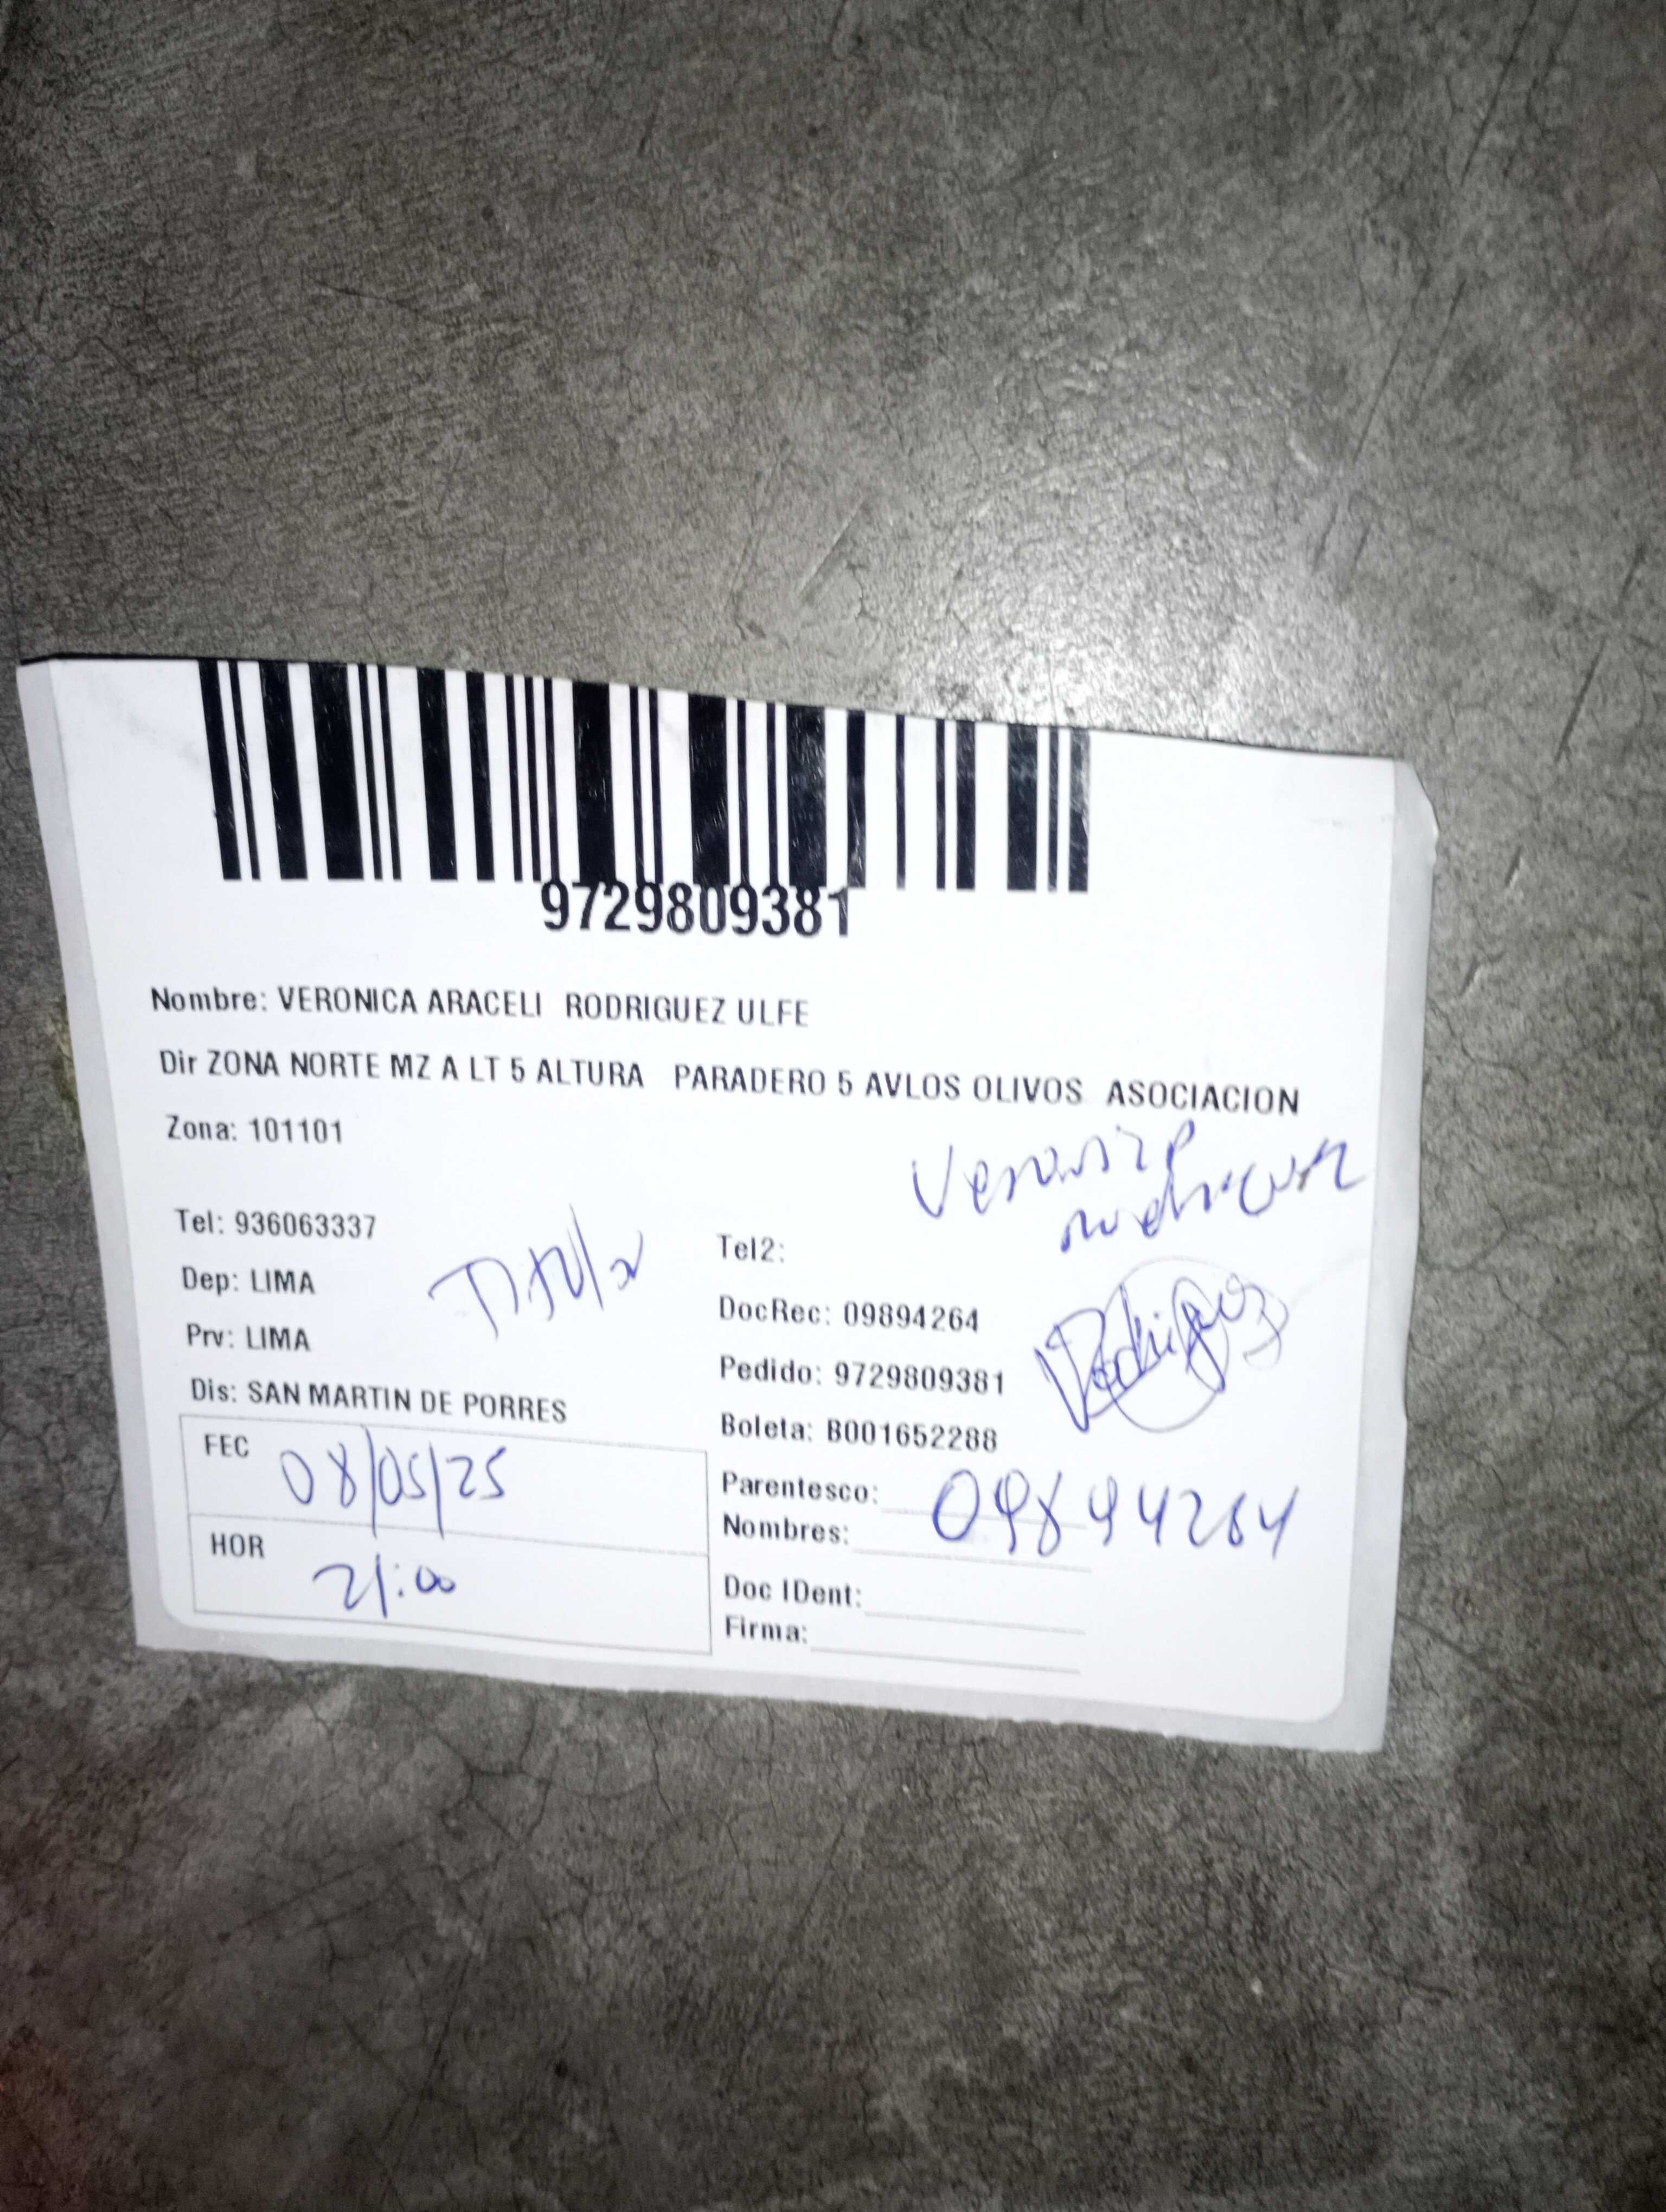 9729809381
Nombre: VERONICA ARACELI RODRIGUEZ ULFE
Dir ZONA NORTE MZ A LT 5 ALTURA PARADERO 5 AVLOS OLIVOS ASOCIACION
Zona: 101101
Tel: 936063337
Tel2:
Dep: LIMA
DocRec: 09894264
Prv: LIMA
Pedido: 9729809381
Dis: SAN MARTIN DE PORRES
Boleta: B001652288
FEC 08/05/25
Parentesco:
09894264
Nombres:
HOR 21:00
Doc IDent:
Firma: